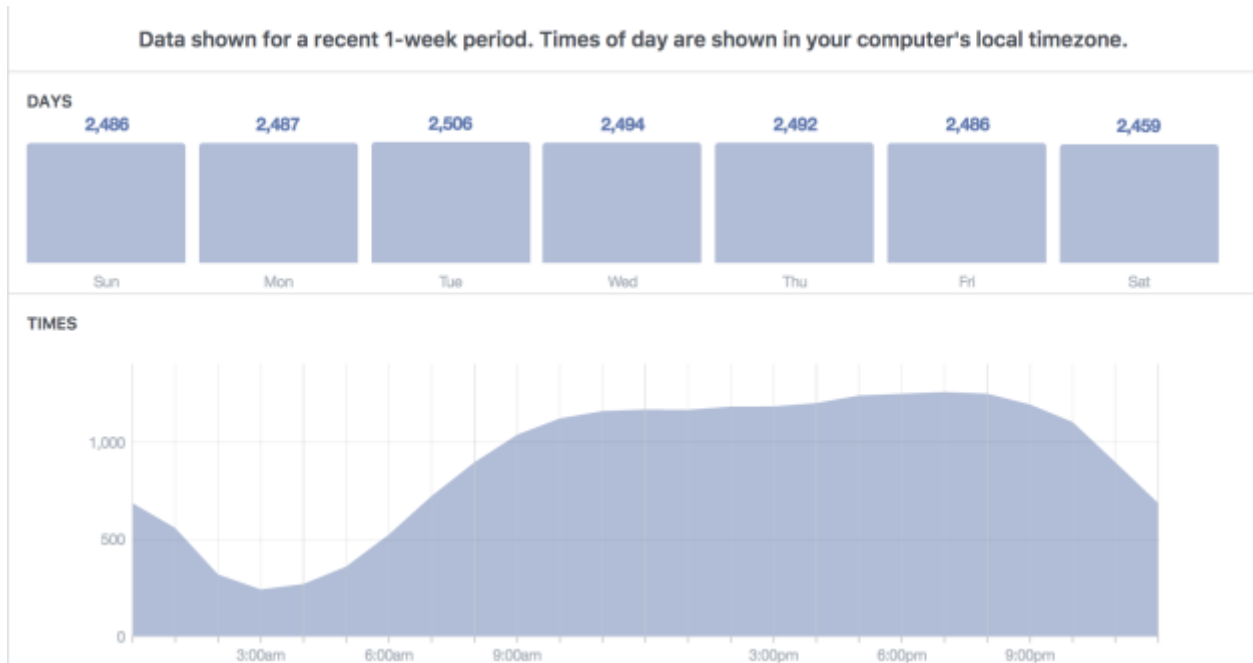 Data shown for a recent 1-week period. Times of day are shown in your computer's local timezone.
DAYS
2,486 2,487 2,506 2,494 2,492 2,486 2,459
Sun Mon Tue Wed Thu Fri Sat
TIMES
1,000
500
0
3:00am 6:00am 9:00am 3:00pm 6:00pm 9:00pm